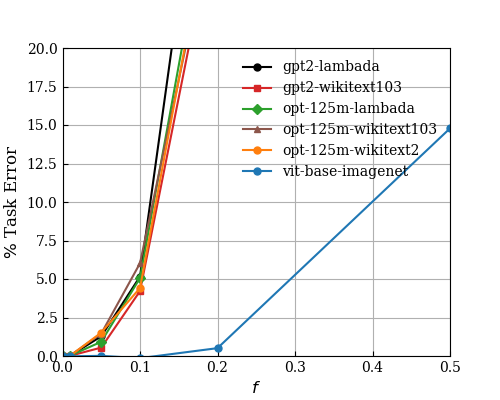 20.0
17.5
15.0
12.5
10.0
7.5
5.0
2.5
0.0
% Task Error
gpt2-lambada
gpt2-wikitext103
opt-125m-lambada
opt-125m-wikitext103
opt-125m-wikitext2
vit-base-imagenet
0.0 0.1 0.2 0.3 0.4 0.5
f